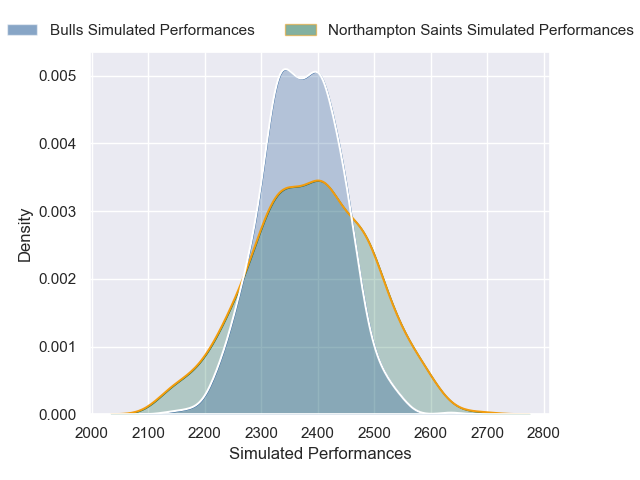 Bulls Simulated Performances
Northampton Saints Simulated Performances
0.005
0.004
0.003
0.002
0.001
0.000
Density
2000 2100 2200 2300 2400 2500 2600 2700 2800
Simulated Performances